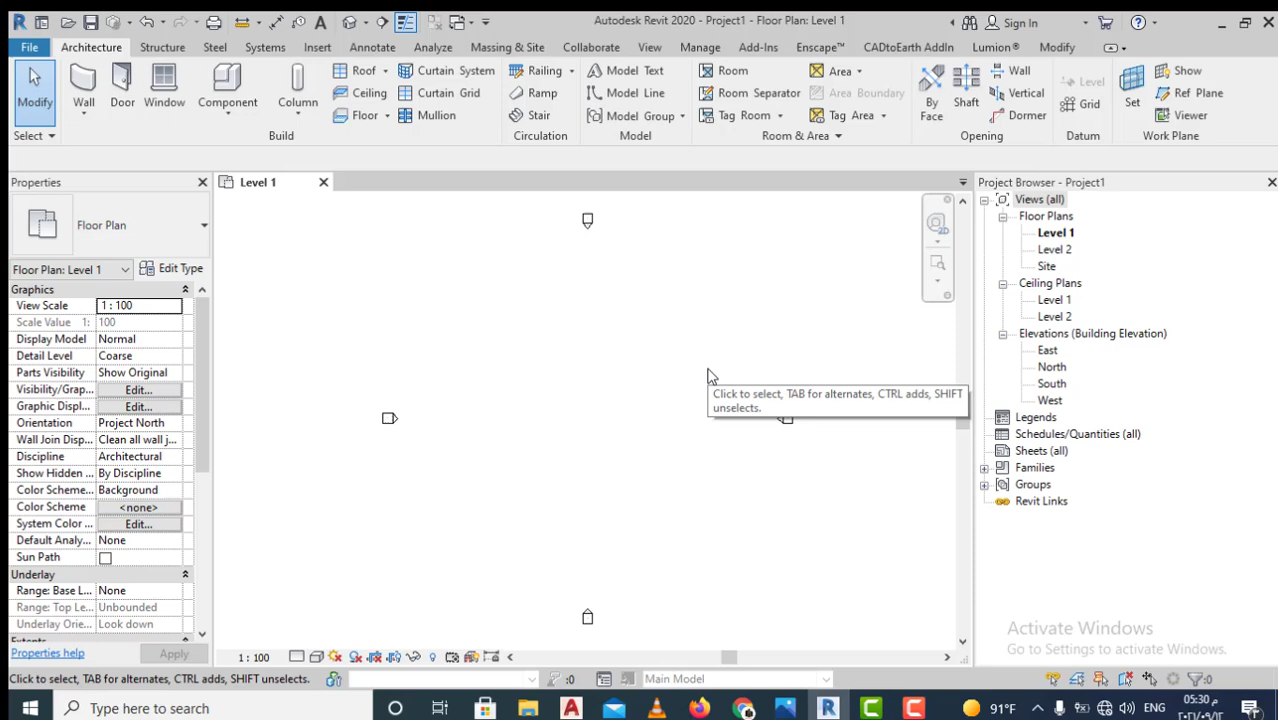 Autodesk Revit 2020 - Project1 - Floor Plan: Level 1
Sign In
File Architecture Structure Steel Systems Insert Annotate Analyze Massing & Site Collaborate View Manage Add-Ins Enscape™ CADtoEarth AddIn Lumion® Modify
Modify Wall Door Window Component Column
Roof Curtain System Railing Model Text Room Area Wall Level Show
Ceiling Curtain Grid Ramp Model Line Room Separator Area Boundary By Face Shaft Vertical Grid Set Ref Plane
Floor Mullion Stair Model Group Tag Room Tag Area Dormer Viewer
Select Build Circulation Model Room & Area Opening Datum Work Plane
Properties
Floor Plan
Floor Plan: Level 1 Edit Type
Graphics
View Scale 1 : 100
Scale Value 1: 100
Display Model Normal
Detail Level Coarse
Parts Visibility Show Original
Visibility/Grap... Edit...
Graphic Displ... Edit...
Orientation Project North
Wall Join Disp... Clean all wall j...
Discipline Architectural
Show Hidden ... By Discipline
Color Scheme... Background
Color Scheme <none>
System Color ... Edit...
Default Analy... None
Sun Path
Underlay
Range: Base L... None
Range: Top Le... Unbounded
Underlay Orie... Look down
Extents
Properties help Apply
Level 1
2D
Click to select, TAB for alternates, CTRL adds, SHIFT
unselects.
1 : 100
Project Browser - Project1
Views (all)
Floor Plans
Level 1
Level 2
Site
Ceiling Plans
Level 1
Level 2
Elevations (Building Elevation)
East
North
South
West
Legends
Schedules/Quantities (all)
Sheets (all)
Families
Groups
Revit Links
Activate Windows
Go to Settings to activate Windows.
Click to select, TAB for alternates, CTRL adds, SHIFT unselects. :0 Main Model :0
Type here to search
91°F
ENG
05:30 م